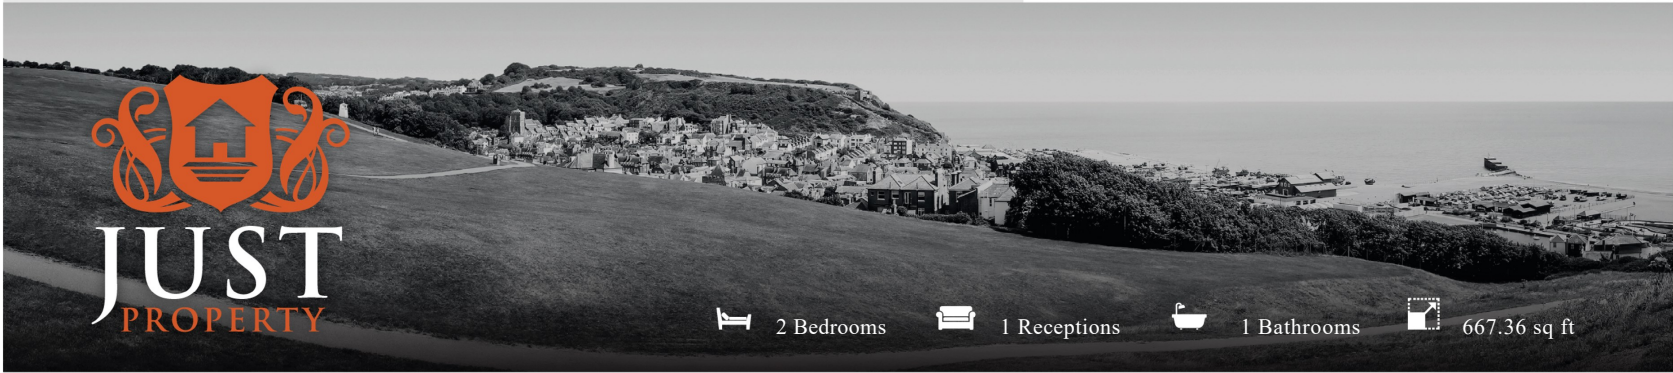 JUST
PROPERTY
2 Bedrooms 1 Receptions 1 Bathrooms 667.36 sq ft